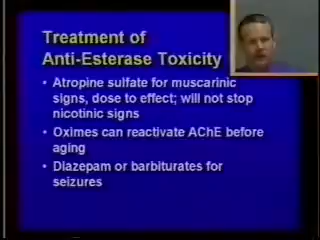 Treatment of
Anti-Esterase Toxicity
• Atropine sulfate for muscarinic
signs, dose to effect; will not stop
nicotinic signs
• Oximes can reactivate AChE before
aging
• Diazepam or barbiturates for
seizures